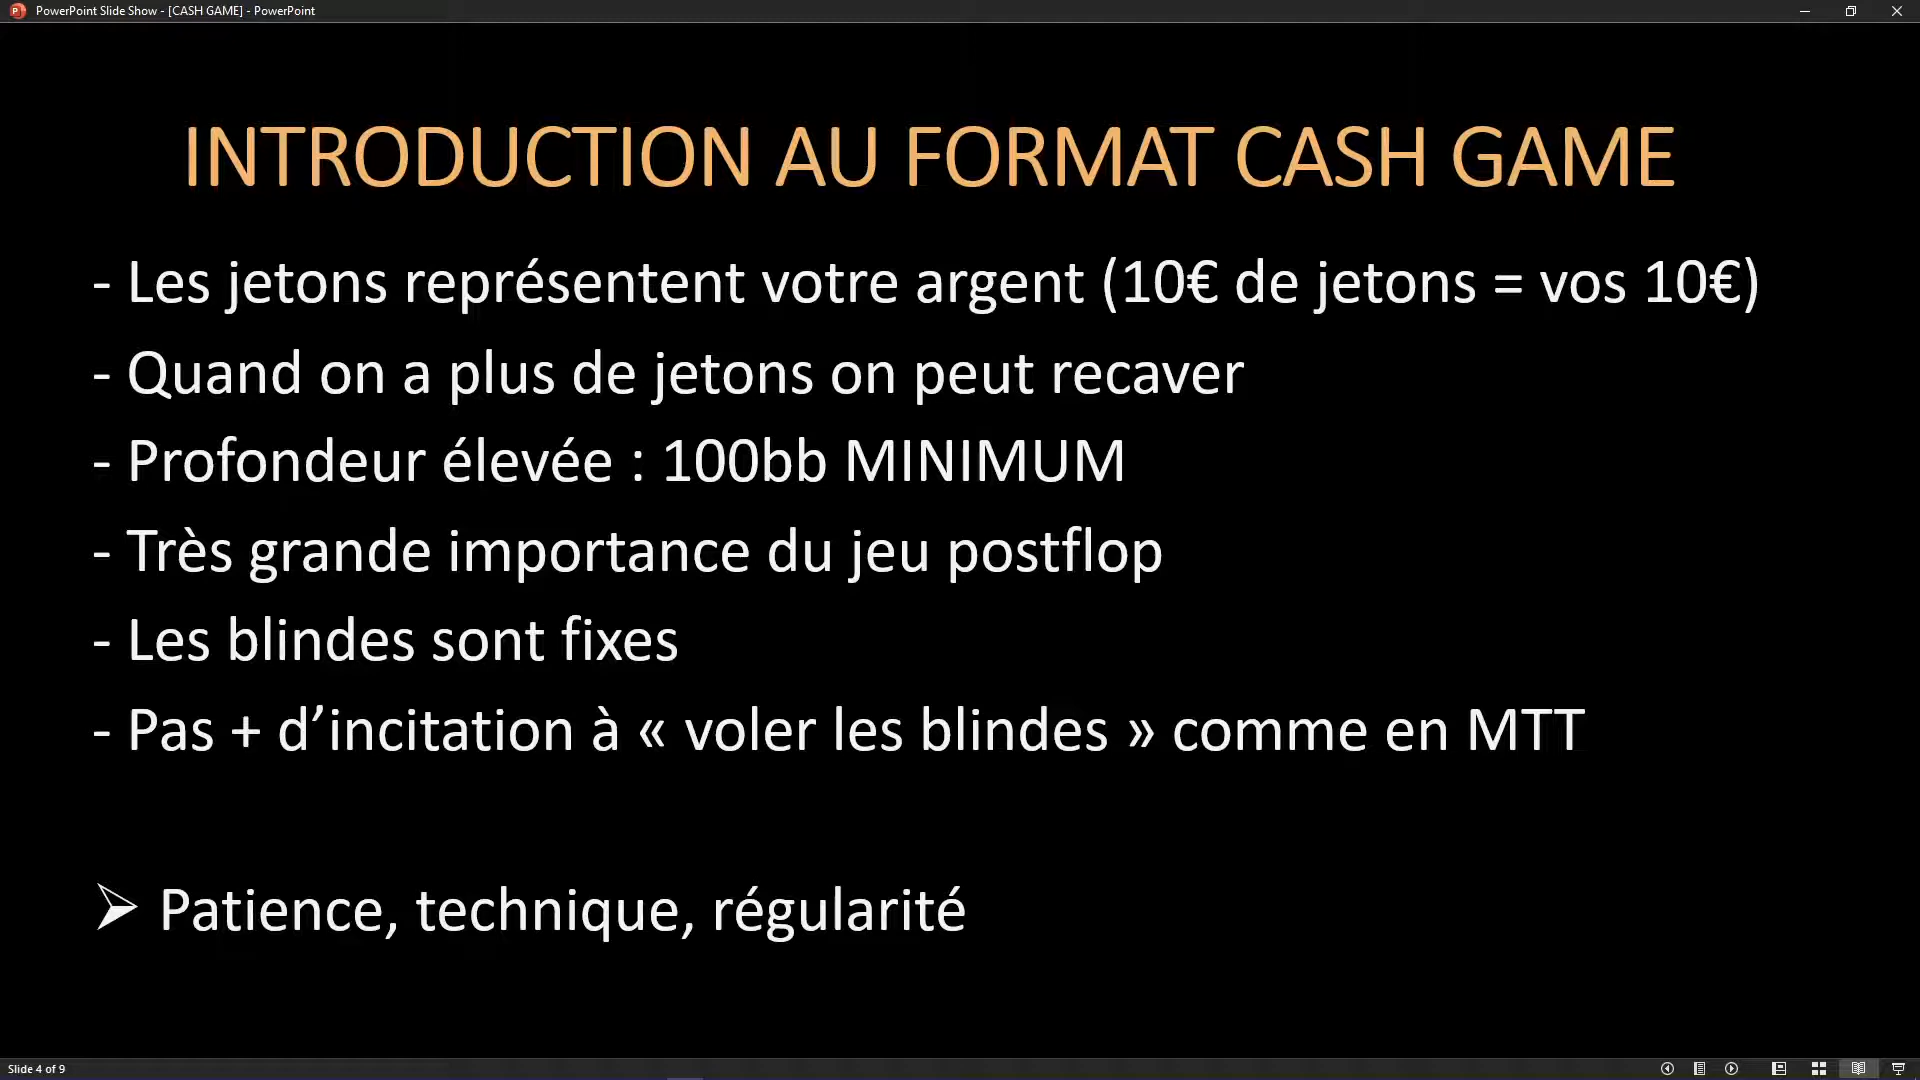 PowerPoint Slide Show - [CASH GAME] - PowerPoint
INTRODUCTION AU FORMAT CASH GAME
- Les jetons représentent votre argent (10€ de jetons = vos 10€)
- Quand on a plus de jetons on peut recaver
- Profondeur élevée : 100bb MINIMUM
- Très grande importance du jeu postflop
- Les blindes sont fixes
- Pas + d’incitation à « voler les blindes » comme en MTT
➢ Patience, technique, régularité
Slide 4 of 9